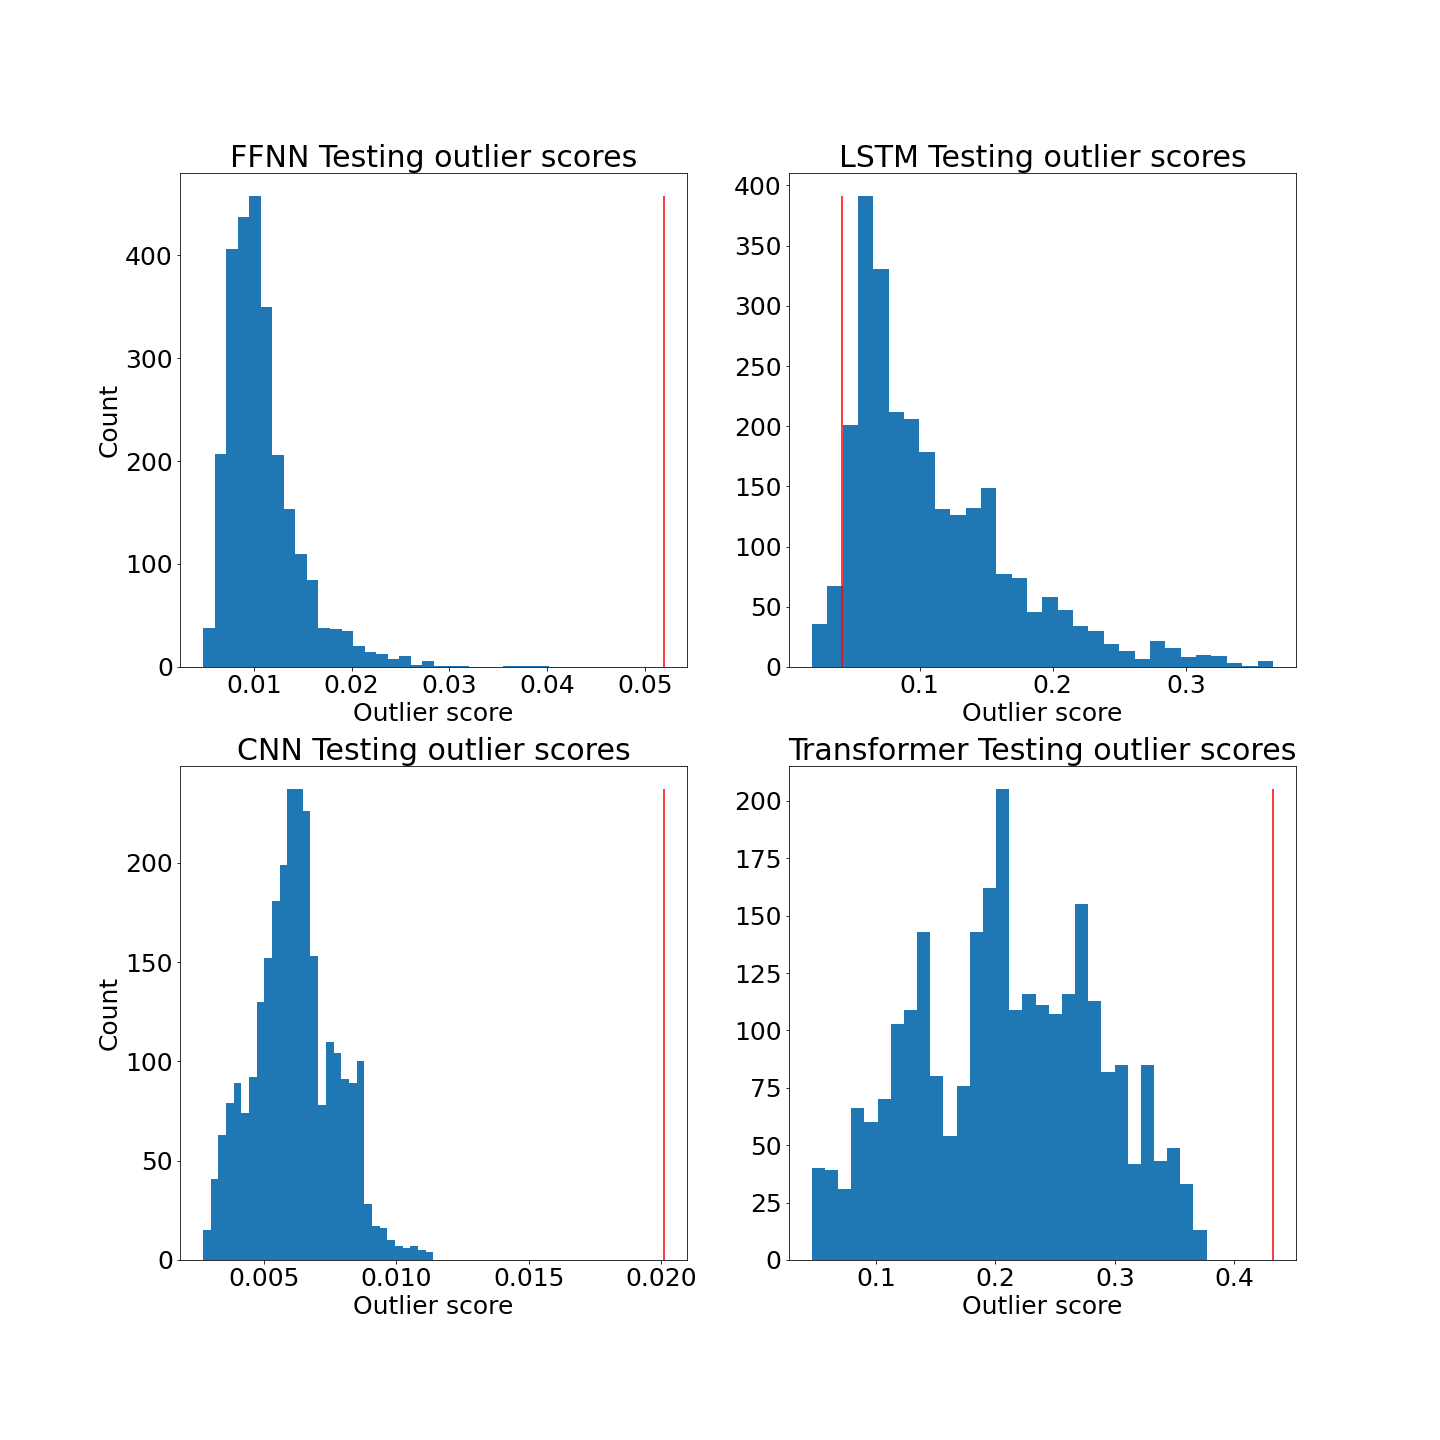 FFNN Testing outlier scores
Count
400
300
200
100
0
0.01 0.02 0.03 0.04 0.05
Outlier score
LSTM Testing outlier scores
400
350
300
250
200
150
100
50
0
0.1 0.2 0.3
Outlier score
CNN Testing outlier scores
Count
200
150
100
50
0
0.005 0.010 0.015 0.020
Outlier score
Transformer Testing outlier scores
200
175
150
125
100
75
50
25
0
0.1 0.2 0.3 0.4
Outlier score